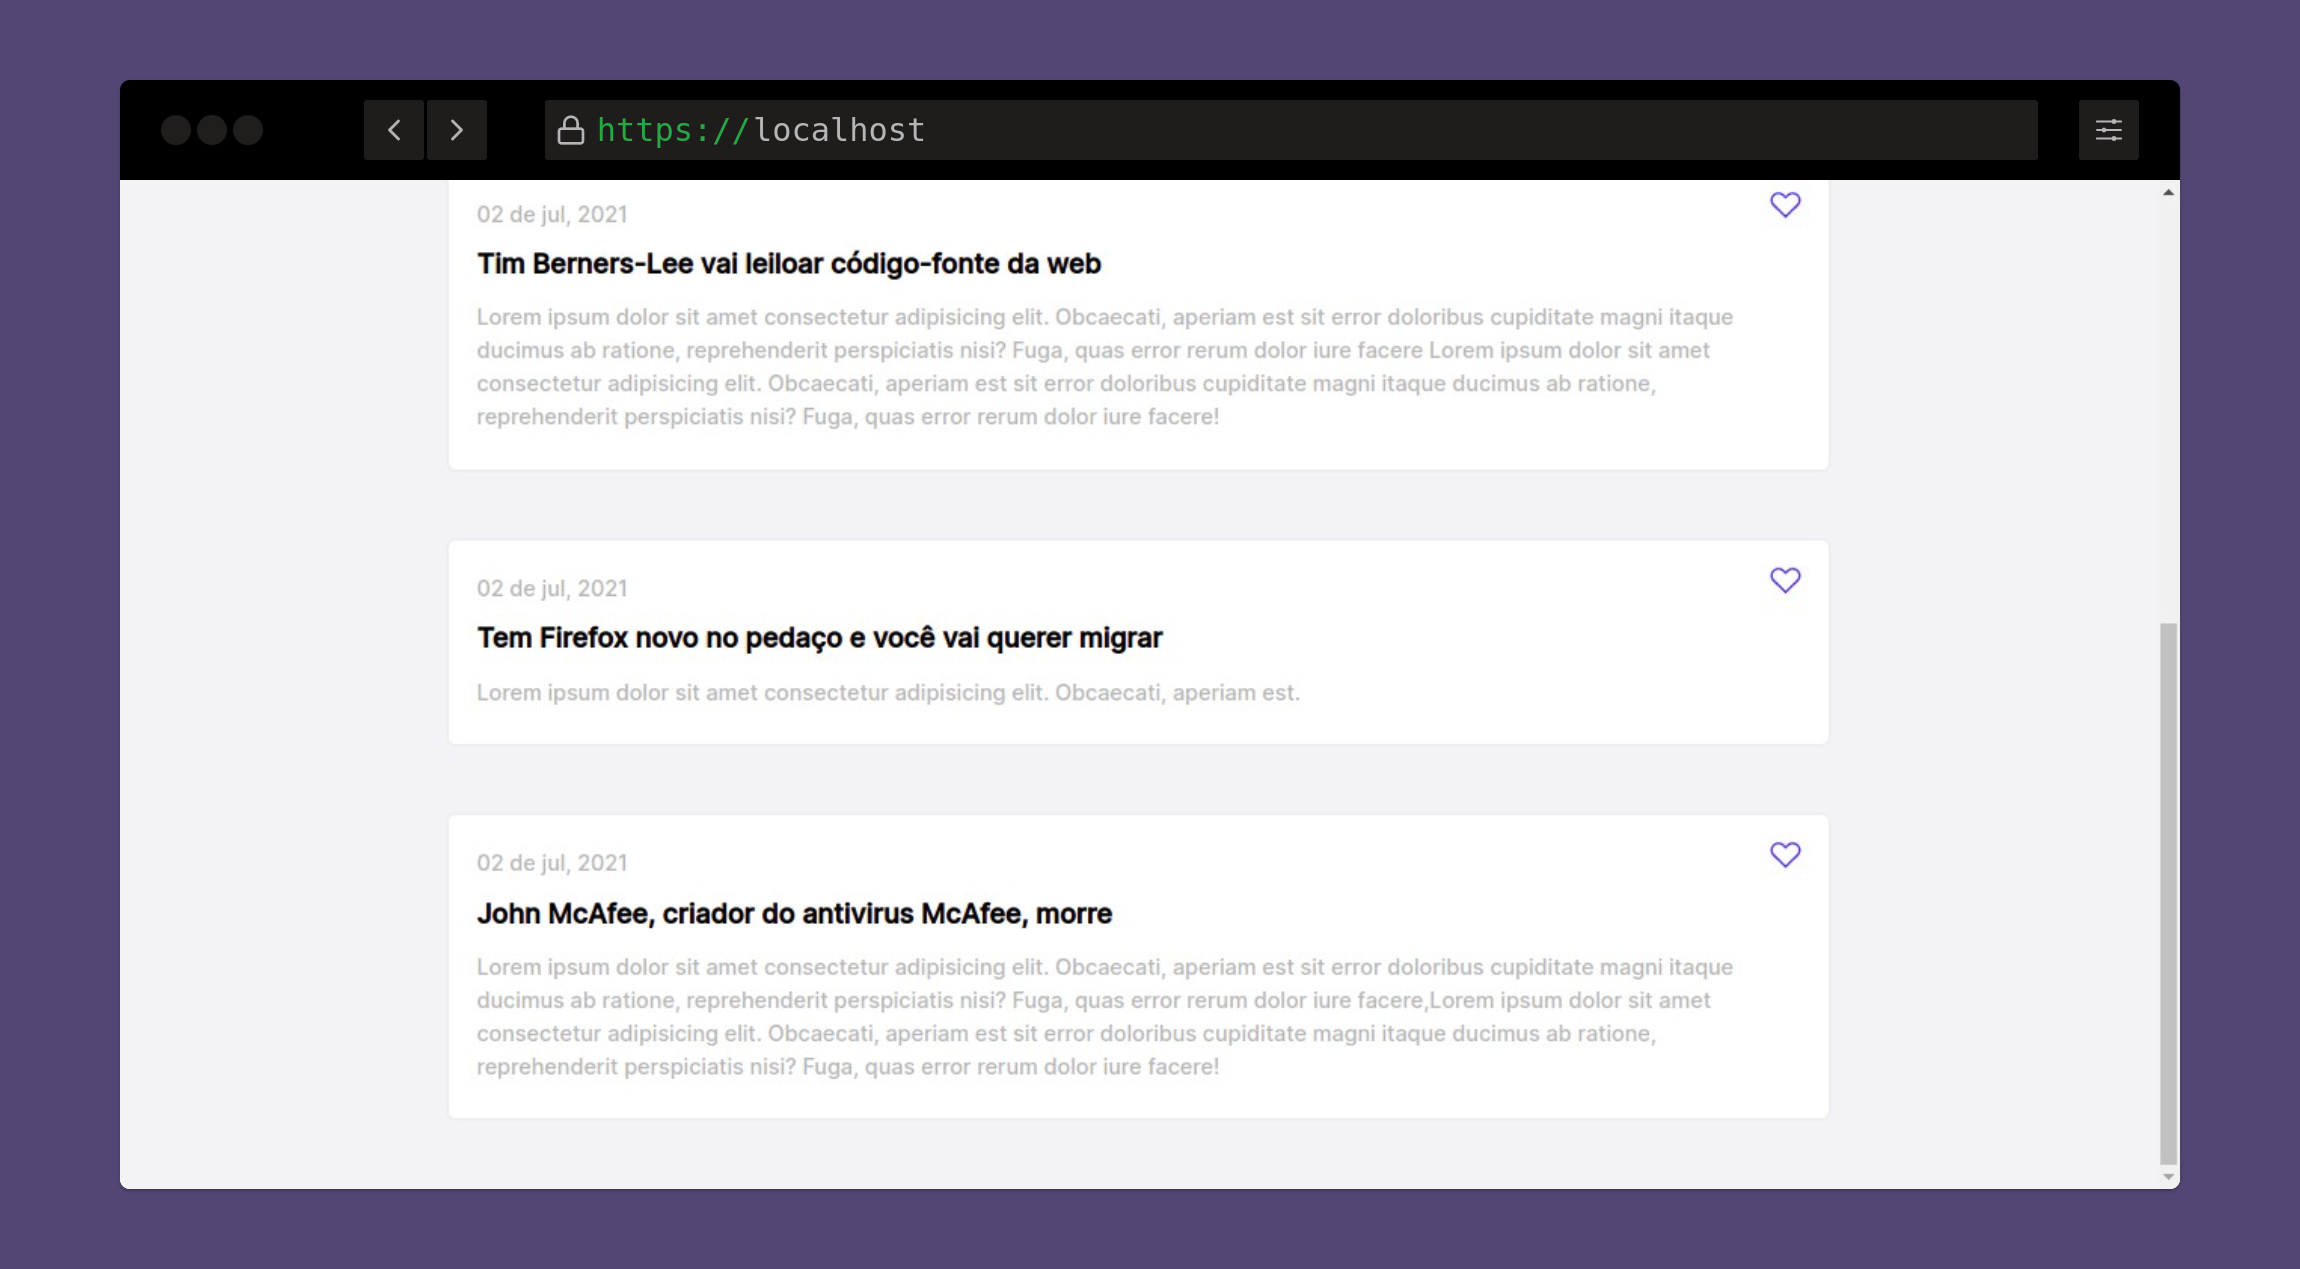 https://localhost
02 de jul, 2021
Tim Berners-Lee vai leiloar código-fonte da web
Lorem ipsum dolor sit amet consectetur adipisicing elit. Obcaecati, aperiam est sit error doloribus cupiditate magni itaque
ducimus ab ratione, reprehenderit perspiciatis nisi? Fuga, quas error rerum dolor iure facere Lorem ipsum dolor sit amet
consectetur adipisicing elit. Obcaecati, aperiam est sit error doloribus cupiditate magni itaque ducimus ab ratione,
reprehenderit perspiciatis nisi? Fuga, quas error rerum dolor iure facere!
02 de jul, 2021
Tem Firefox novo no pedaço e você vai querer migrar
Lorem ipsum dolor sit amet consectetur adipisicing elit. Obcaecati, aperiam est.
02 de jul, 2021
John McAfee, criador do antivirus McAfee, morre
Lorem ipsum dolor sit amet consectetur adipisicing elit. Obcaecati, aperiam est sit error doloribus cupiditate magni itaque
ducimus ab ratione, reprehenderit perspiciatis nisi? Fuga, quas error rerum dolor iure facere,Lorem ipsum dolor sit amet
consectetur adipisicing elit. Obcaecati, aperiam est sit error doloribus cupiditate magni itaque ducimus ab ratione,
reprehenderit perspiciatis nisi? Fuga, quas error rerum dolor iure facere!